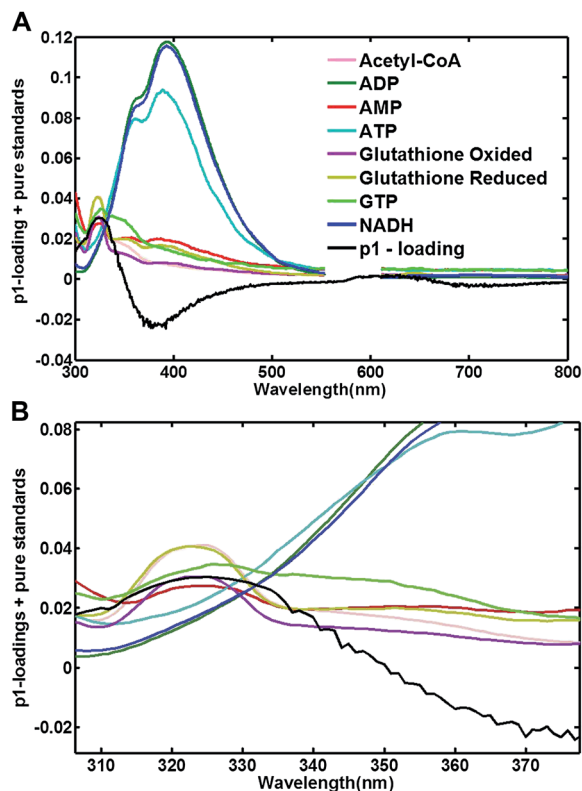 A
p1-loading + pure standards
0.12
0.1
0.08
0.06
0.04
0.02
0
-0.02
-0.04
300
400
500
600
700
800
Wavelength(nm)
Acetyl-CoA
ADP
AMP
ATP
Glutathione Oxided
Glutathione Reduced
GTP
NADH
p1 - loading
B
p1-loadings + pure standards
0.08
0.06
0.04
0.02
0
-0.02
310
320
330
340
350
360
370
Wavelength(nm)